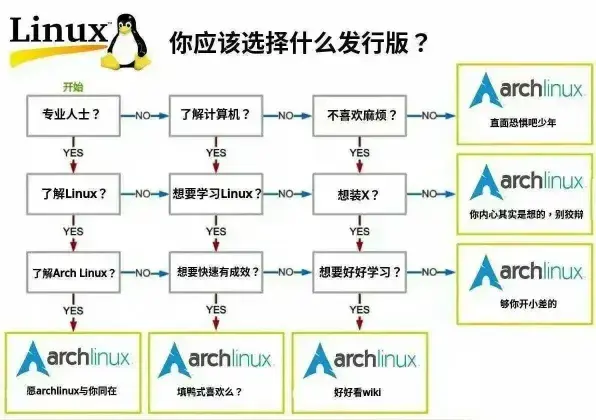 Linux 你应该选择什么发行版？
开始
专业人士？ NO 了解计算机？ NO 不喜欢麻烦？ NO archlinux
直面恐惧吧少年
YES YES YES
了解Linux？ NO 想要学习Linux？ NO 想装X？ NO archlinux
你内心其实是想的，别狡辩
YES YES YES
了解Arch Linux？ NO 想要快速有成效？ NO 想要好好学习？ NO archlinux
够你开小差的
YES YES YES
archlinux archlinux archlinux
愿archlinux与你同在 填鸭式喜欢么？ 好好看wiki